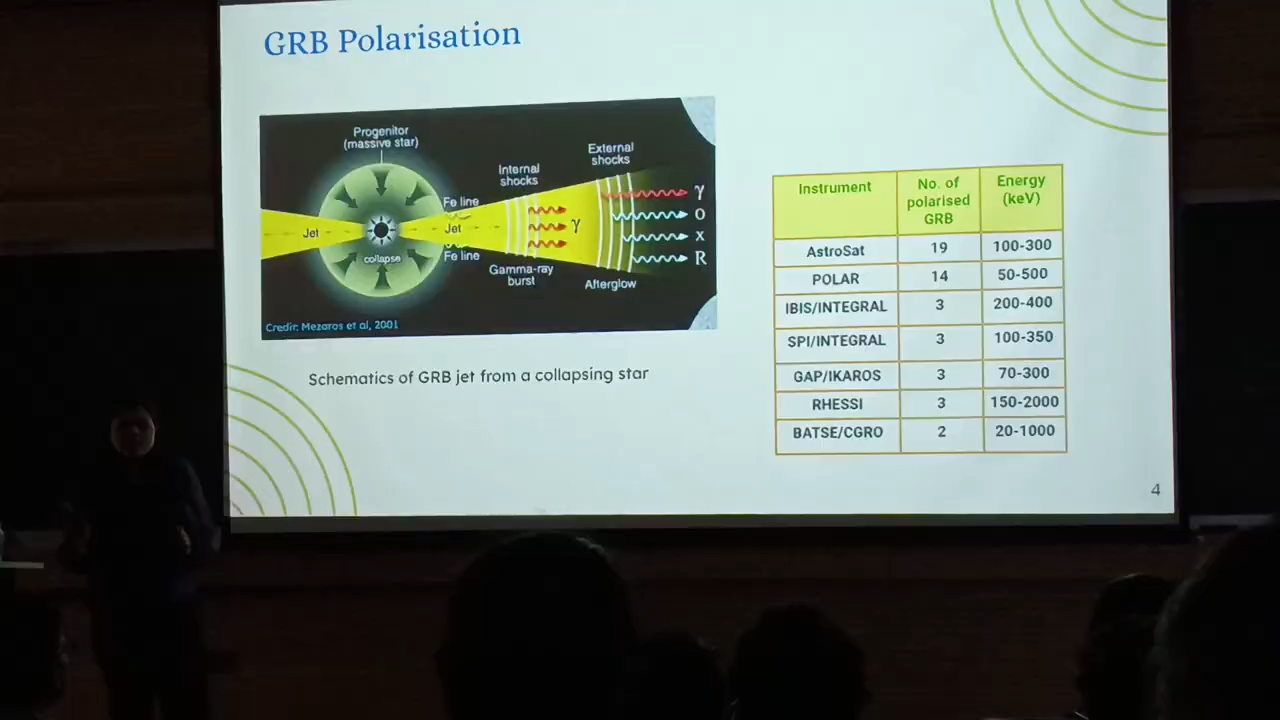 GRB Polarisation
Progenitor
(massive star)
External
shocks
Internal
shocks
Fe line
γ
Jet
Jet
γ
O
X
collapse
Fe line
R
Gamma-ray
burst
Afterglow
Credir: Mezaros et al, 2001
Schematics of GRB jet from a collapsing star
Instrument No. of polarised GRB Energy (keV)
AstroSat 19 100-300
POLAR 14 50-500
IBIS/INTEGRAL 3 200-400
SPI/INTEGRAL 3 100-350
GAP/IKAROS 3 70-300
RHESSI 3 150-2000
BATSE/CGRO 2 20-1000
4